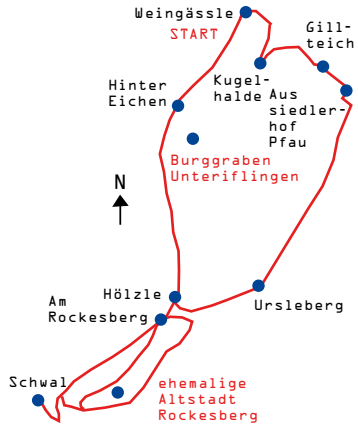 Weingässle
START
Gill-
teich
Kugel-
halde
Aus
siedler-
hof
Pfau
Hinter
Eichen
Burggraben
Unteriflingen
N
Hölzle
Ursleberg
Am
Rockesberg
Schwal
ehemalige
Altstadt
Rockesberg